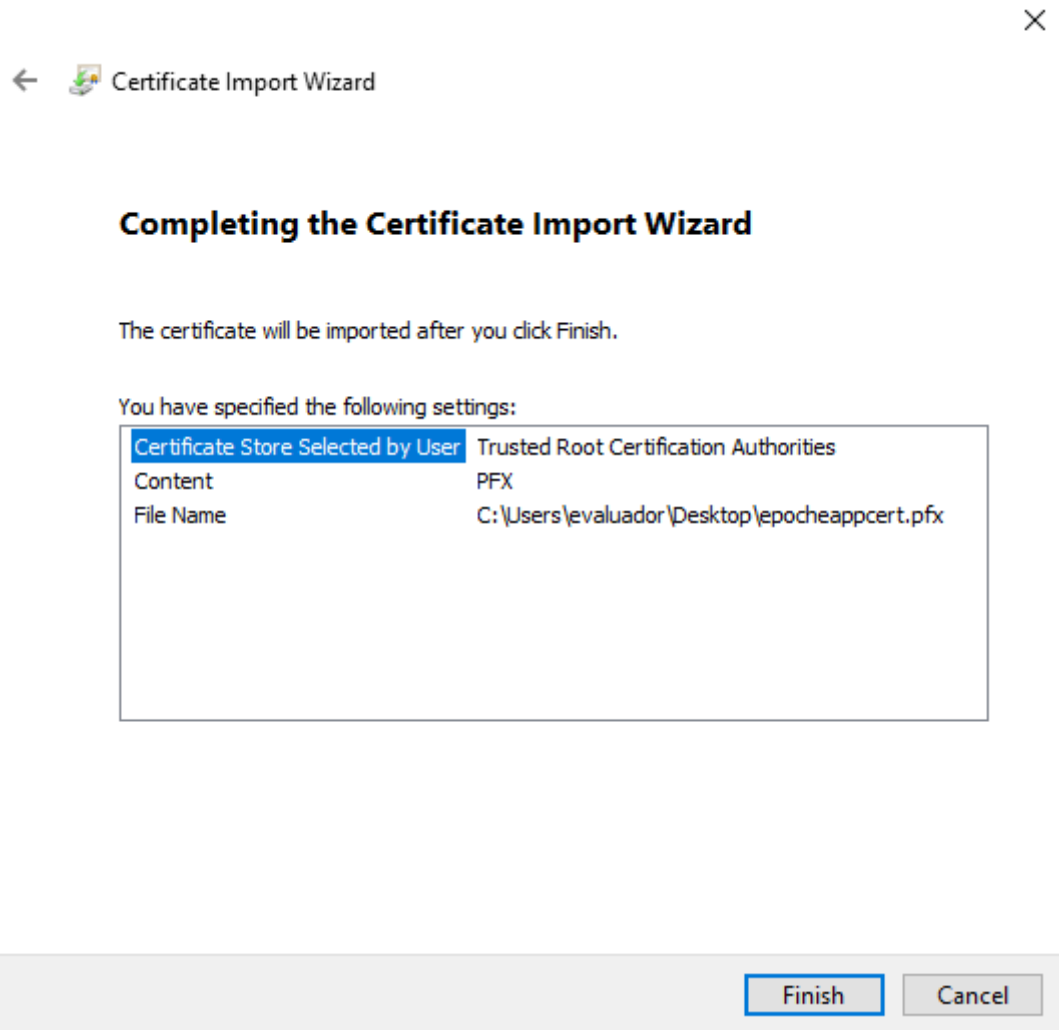 Certificate Import Wizard
Completing the Certificate Import Wizard
The certificate will be imported after you click Finish.
You have specified the following settings:
Certificate Store Selected by User Trusted Root Certification Authorities
Content PFX
File Name C:\Users\evaluador\Desktop\epocheappcert.pfx
Finish Cancel